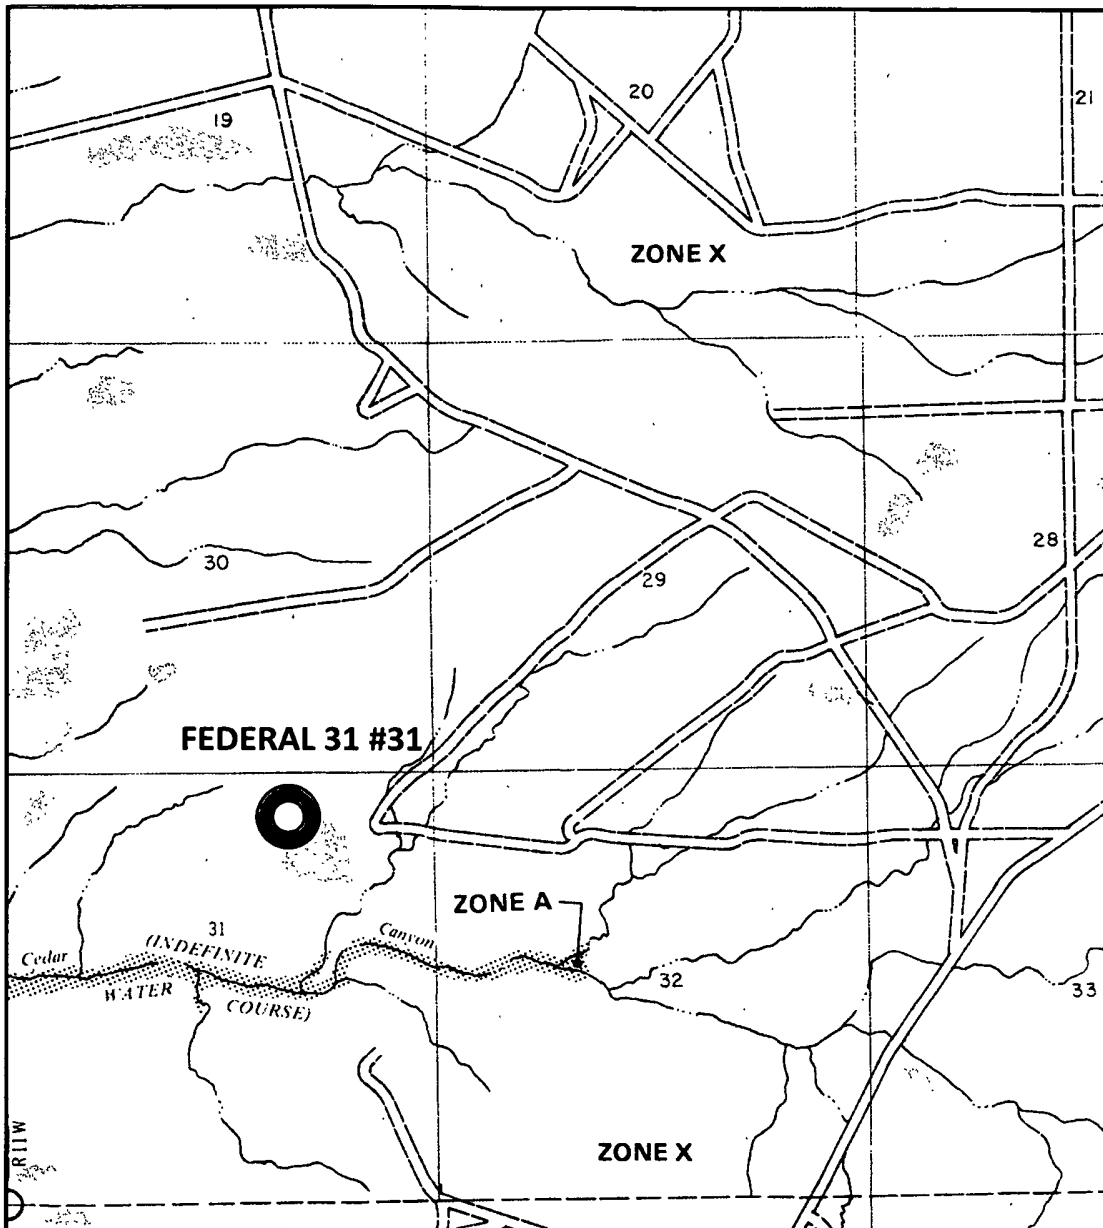 20
21
19
ZONE X
28
30
29
FEDERAL 31 #31
ZONE A
31
Cedar
(INDEFINITE
Canyon
WATER
COURSE)
32
33
R11W
ZONE X